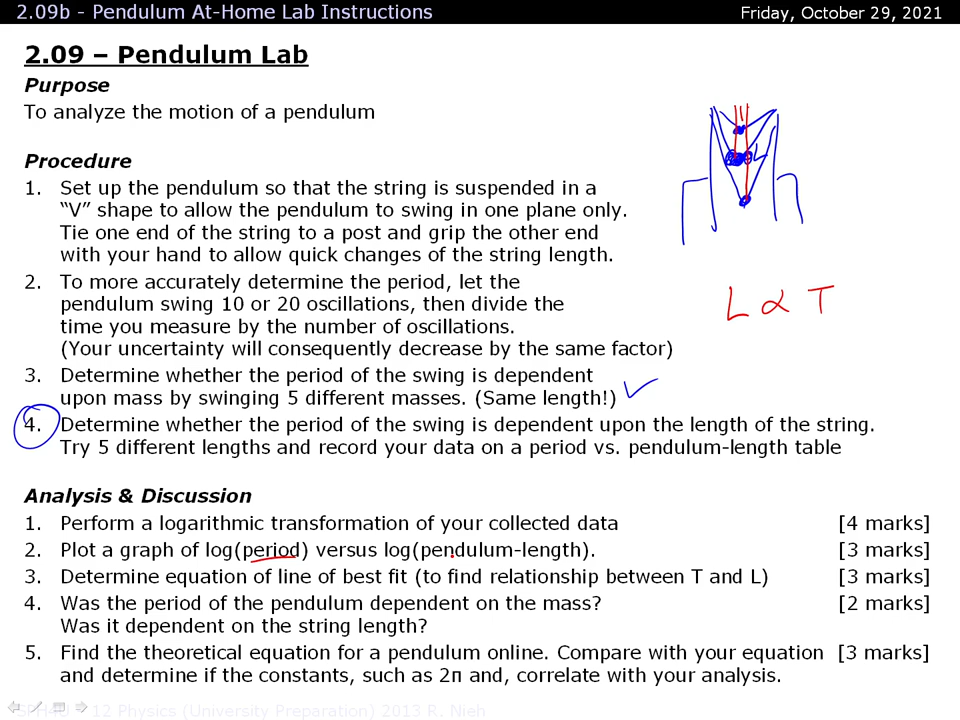 2.09b - Pendulum At-Home Lab Instructions
Friday, October 29, 2021
2.09 – Pendulum Lab
Purpose
To analyze the motion of a pendulum
Procedure
1. Set up the pendulum so that the string is suspended in a
“V” shape to allow the pendulum to swing in one plane only.
Tie one end of the string to a post and grip the other end
with your hand to allow quick changes of the string length.
2. To more accurately determine the period, let the
pendulum swing 10 or 20 oscillations, then divide the
time you measure by the number of oscillations.
(Your uncertainty will consequently decrease by the same factor)
L ∝ T
3. Determine whether the period of the swing is dependent
upon mass by swinging 5 different masses. (Same length!)
4. Determine whether the period of the swing is dependent upon the length of the string.
Try 5 different lengths and record your data on a period vs. pendulum-length table
Analysis & Discussion
1. Perform a logarithmic transformation of your collected data [4 marks]
2. Plot a graph of log(period) versus log(pendulum-length). [3 marks]
3. Determine equation of line of best fit (to find relationship between T and L) [3 marks]
4. Was the period of the pendulum dependent on the mass? [2 marks]
Was it dependent on the string length?
5. Find the theoretical equation for a pendulum online. Compare with your equation [3 marks]
and determine if the constants, such as 2π and, correlate with your analysis.
SPH4U - 12 Physics (University Preparation) 2013 R. Nieh